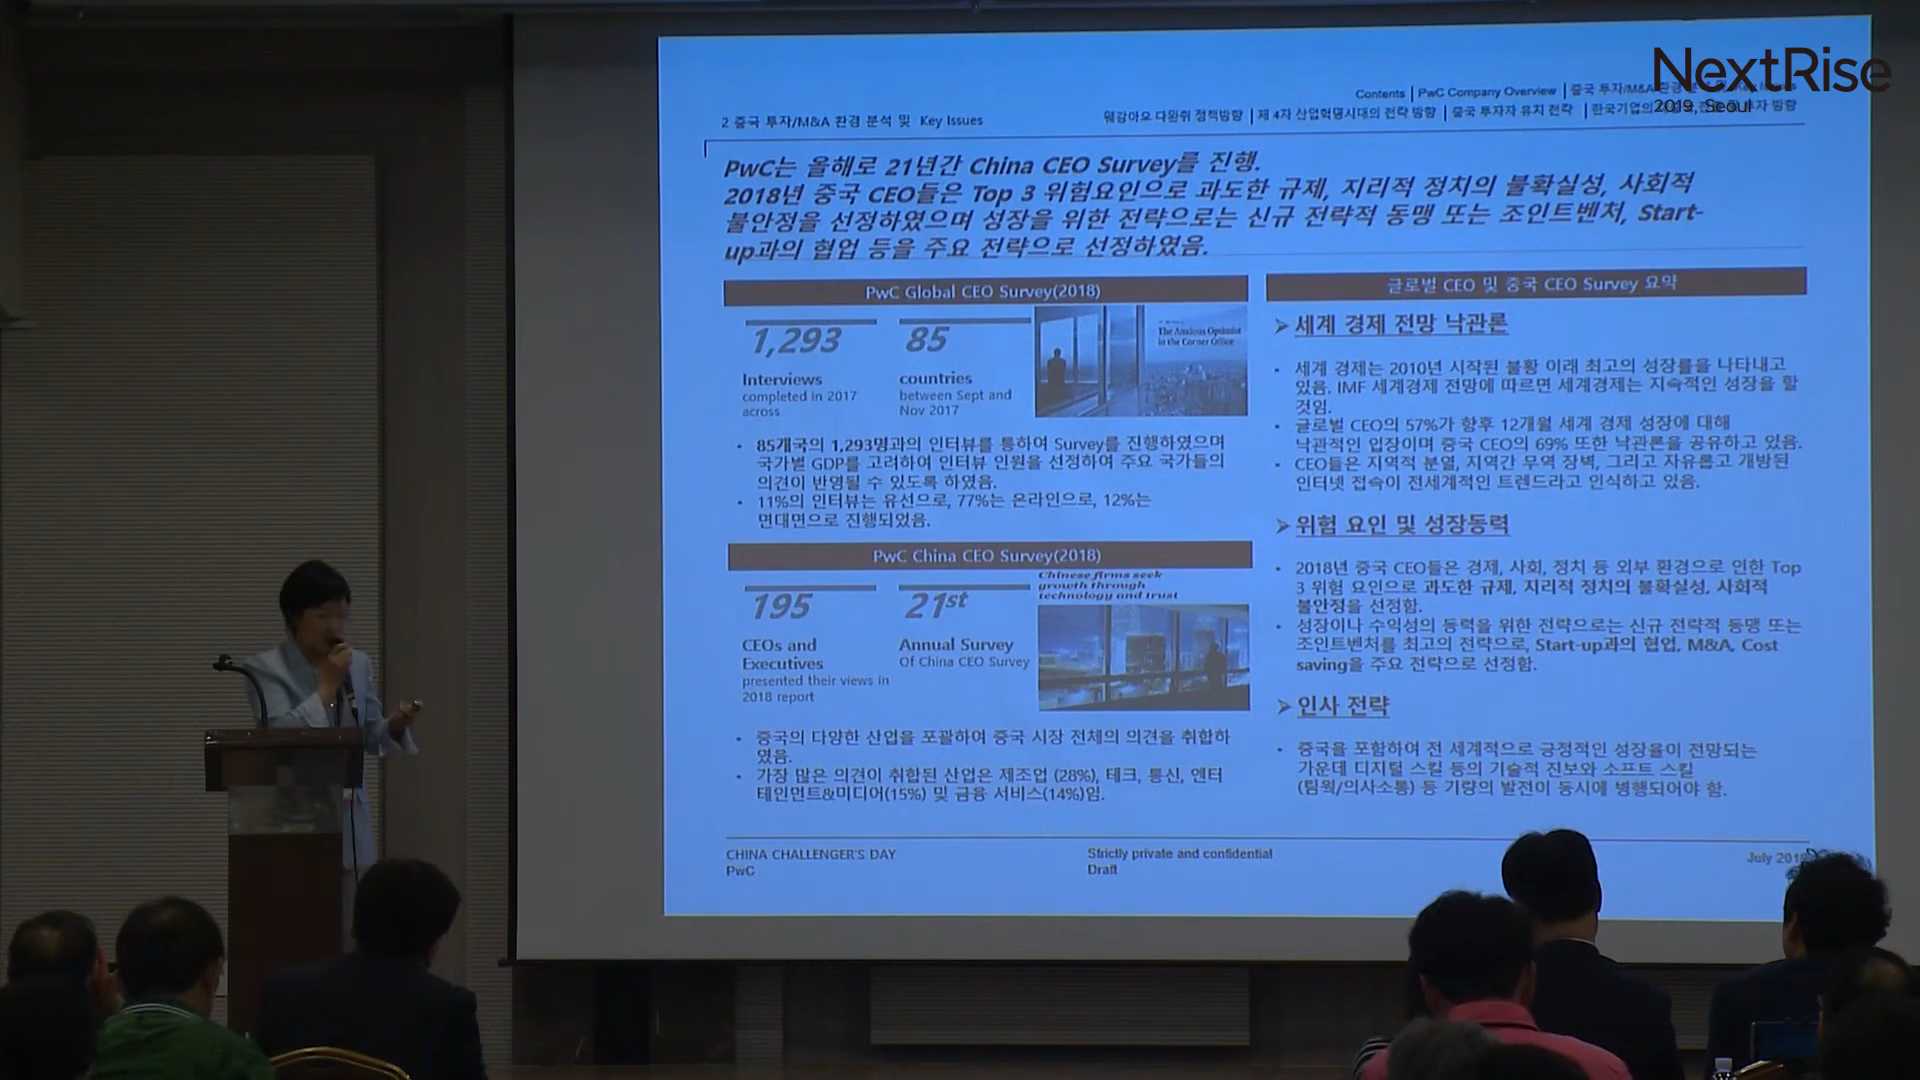 NextRise
2019, Seoul
Contents | PwC Company Overview | 중국 투자/M&A 환경 분석 및 Key Issues
2 중국 투자/M&A 환경 분석 및 Key Issues
웨강아오 다완취 정책방향 | 제 4차 산업혁명시대의 전략 방향 | 중국 투자자 유치 전략 | 한국기업의 투자 방향
PwC는 올해로 21년간 China CEO Survey를 진행.
2018년 중국 CEO들은 Top 3 위험요인으로 과도한 규제, 지리적 정치의 불확실성, 사회적
불안정을 선정하였으며 성장을 위한 전략으로는 신규 전략적 동맹 또는 조인트벤처, Start-
up과의 협업 등을 주요 전략으로 선정하였음.
PwC Global CEO Survey(2018)
1,293
Interviews
completed in 2017
across
85
countries
between Sept and
Nov 2017
The Anxious Optimist
in the Corner Office
• 85개국의 1,293명과의 인터뷰를 통하여 Survey를 진행하였으며
국가별 GDP를 고려하여 인터뷰 인원을 선정하여 주요 국가들의
의견이 반영될 수 있도록 하였음.
• 11%의 인터뷰는 유선으로, 77%는 온라인으로, 12%는
면대면으로 진행되었음.
PwC China CEO Survey(2018)
195
CEOs and
Executives
presented their views in
2018 report
21st
Annual Survey
Of China CEO Survey
Chinese firms seek
growth through
technology and trust
• 중국의 다양한 산업을 포괄하여 중국 시장 전체의 의견을 취합하
였음.
• 가장 많은 의견이 취합된 산업은 제조업 (28%), 테크, 통신, 엔터
테인먼트&미디어(15%) 및 금융 서비스(14%)임.
글로벌 CEO 및 중국 CEO Survey 요약
➢ 세계 경제 전망 낙관론
• 세계 경제는 2010년 시작된 불황 이래 최고의 성장률을 나타내고
있음. IMF 세계경제 전망에 따르면 세계경제는 지속적인 성장을 할
것임.
• 글로벌 CEO의 57%가 향후 12개월 세계 경제 성장에 대해
낙관적인 입장이며 중국 CEO의 69% 또한 낙관론을 공유하고 있음.
• CEO들은 지역적 분열, 지역간 무역 장벽, 그리고 자유롭고 개방된
인터넷 접속이 전세계적인 트렌드라고 인식하고 있음.
➢ 위험 요인 및 성장동력
• 2018년 중국 CEO들은 경제, 사회, 정치 등 외부 환경으로 인한 Top
3 위험 요인으로 과도한 규제, 지리적 정치의 불확실성, 사회적
불안정을 선정함.
• 성장이나 수익성의 동력을 위한 전략으로는 신규 전략적 동맹 또는
조인트벤처를 최고의 전략으로, Start-up과의 협업, M&A, Cost
saving을 주요 전략으로 선정함.
➢ 인사 전략
• 중국을 포함하여 전 세계적으로 긍정적인 성장율이 전망되는
가운데 디지털 스킬 등의 기술적 진보와 소프트 스킬
(팀웍/의사소통) 등 기량의 발전이 동시에 병행되어야 함.
CHINA CHALLENGER'S DAY
PwC
Strictly private and confidential
Draft
July 2019